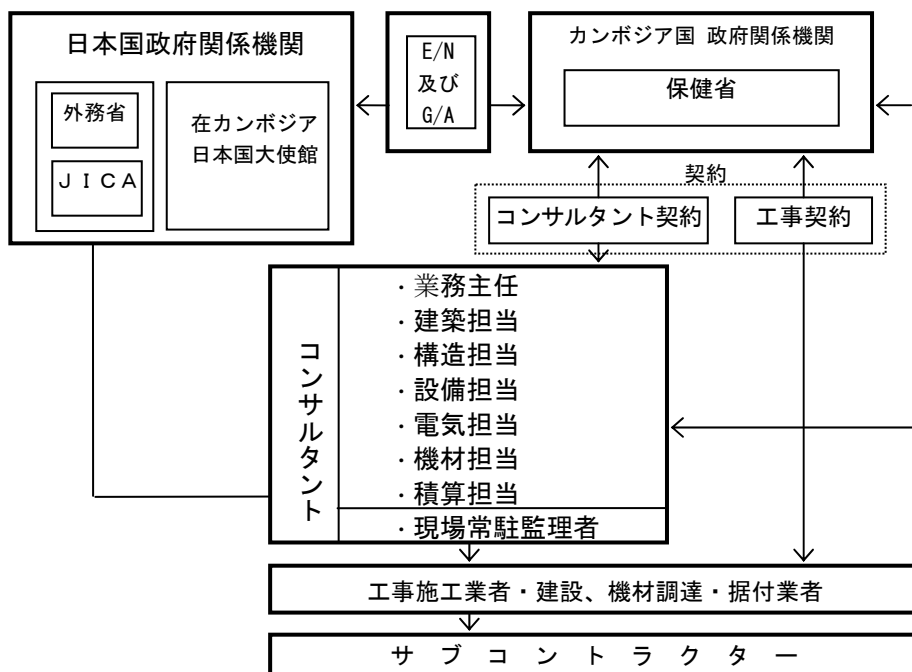 日本国政府関係機関
外務省
ＪＩＣＡ
在カンボジア
日本国大使館
E/N
及び
G/A
カンボジア国 政府関係機関
保健省
契約
コンサルタント契約
工事契約
コンサルタント
・業務主任
・建築担当
・構造担当
・設備担当
・電気担当
・機材担当
・積算担当
・現場常駐監理者
工事施工業者・建設、機材調達・据付業者
サブコントラクター